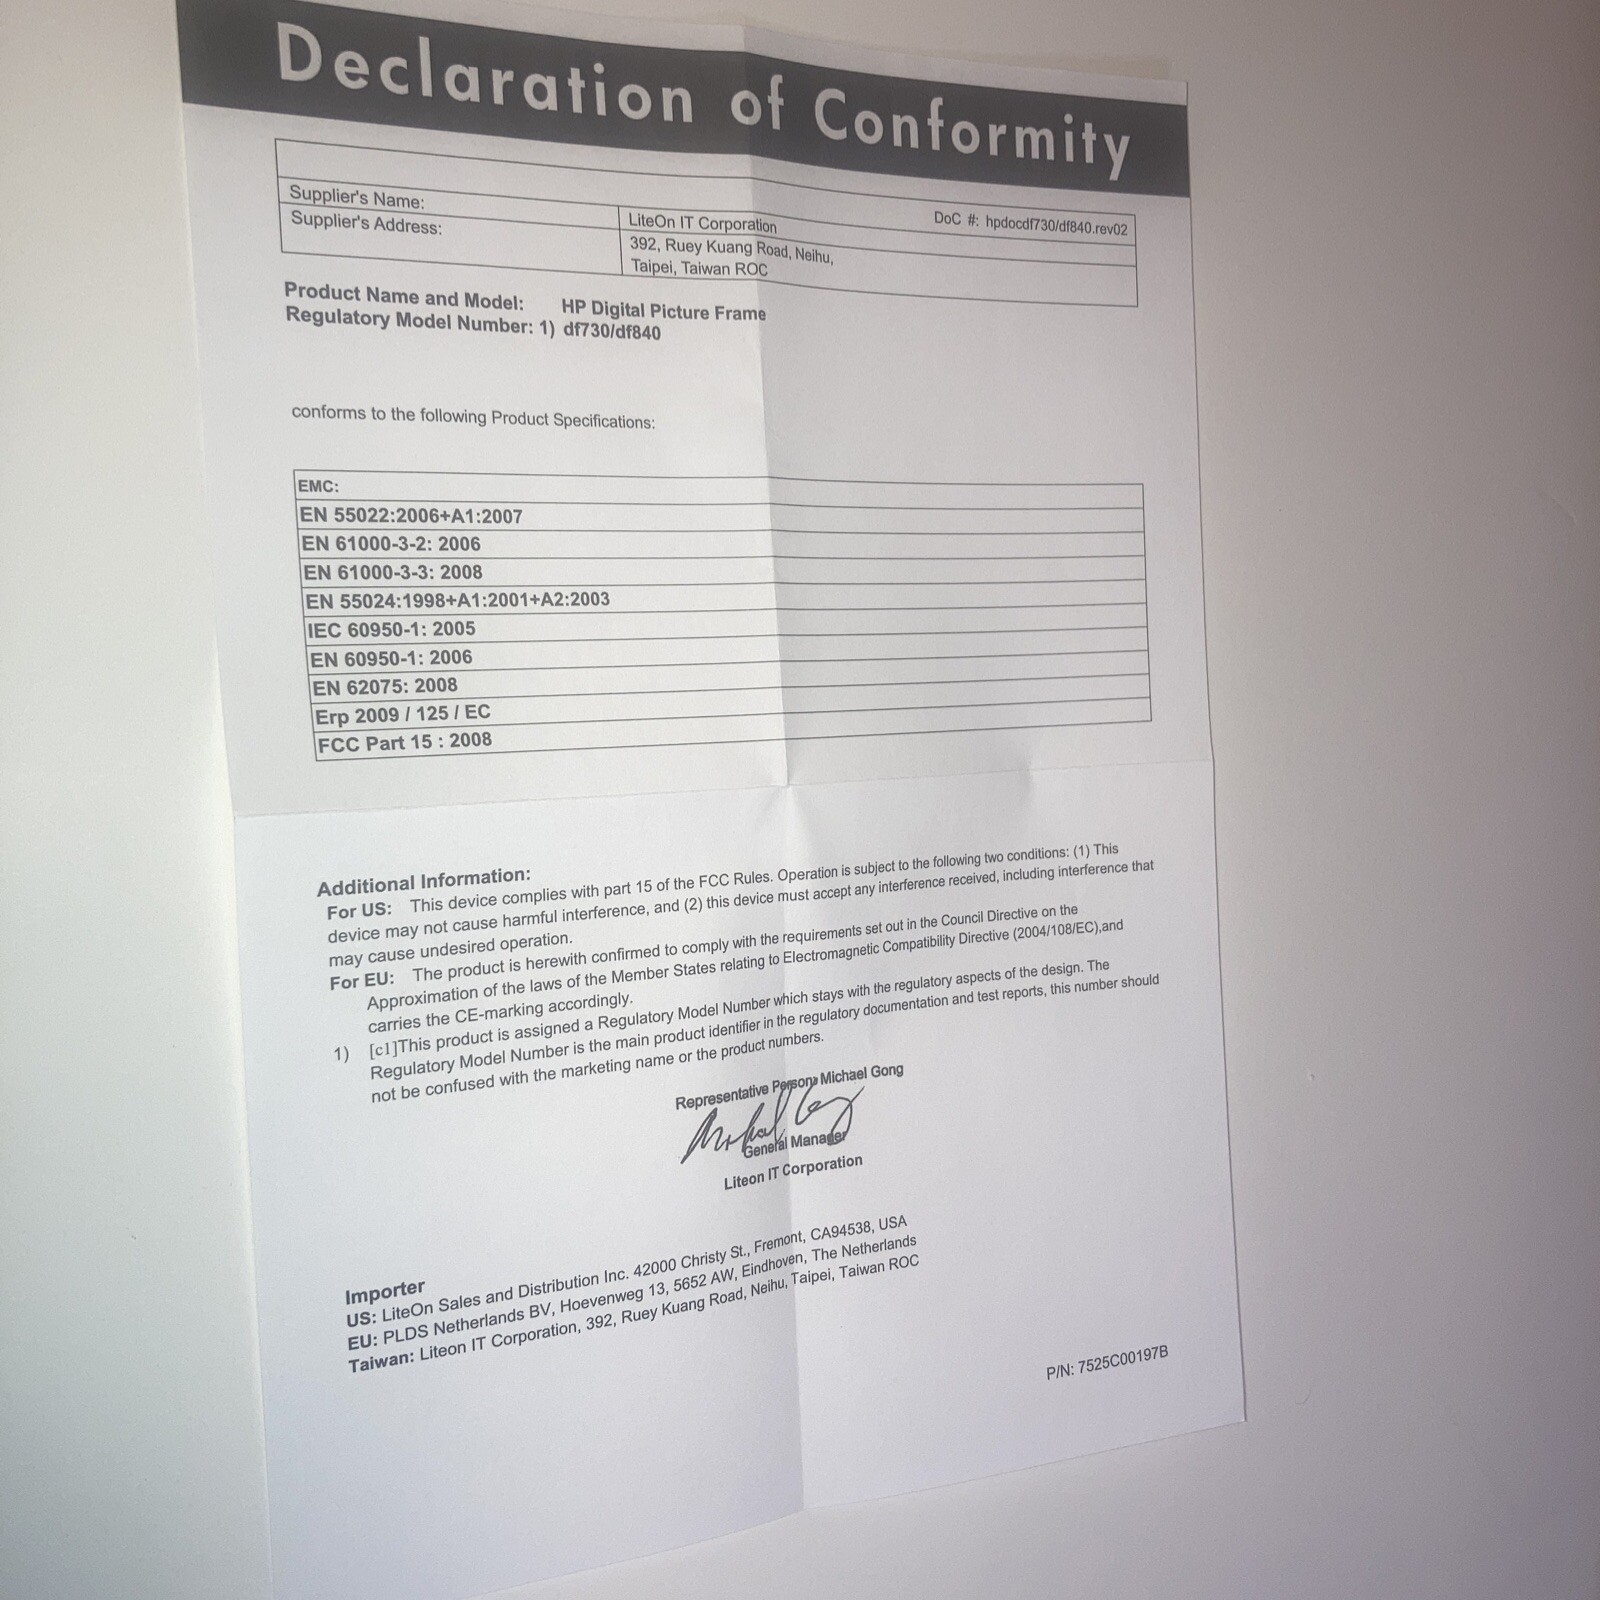 Declaration of Conformity
DoC #: hpdocdf730/df840.rev02
Supplier's Name: LiteOn IT Corporation
Supplier's Address: 392, Ruey Kuang Road, Neihu,
Taipei, Taiwan ROC
Product Name and Model: HP Digital Picture Frame
Regulatory Model Number: 1) df730/df840
conforms to the following Product Specifications:
EMC:
EN 55022:2006+A1:2007
EN 61000-3-2: 2006
EN 61000-3-3: 2008
EN 55024:1998+A1:2001+A2:2003
IEC 60950-1: 2005
EN 60950-1: 2006
EN 62075: 2008
Erp 2009 / 125 / EC
FCC Part 15 : 2008
Additional Information:
For US: This device complies with part 15 of the FCC Rules. Operation is subject to the following two conditions: (1) This
device may not cause harmful interference, and (2) this device must accept any interference received, including interference that
may cause undesired operation.
For EU: The product is herewith confirmed to comply with the requirements set out in the Council Directive on the
Approximation of the laws of the Member States relating to Electromagnetic Compatibility Directive (2004/108/EC),and
carries the CE-marking accordingly.
1) [c1]This product is assigned a Regulatory Model Number which stays with the regulatory aspects of the design. The
Regulatory Model Number is the main product identifier in the regulatory documentation and test reports, this number should
not be confused with the marketing name or the product numbers.
Representative Person: Michael Gong
General Manager
Liteon IT Corporation
Importer
US: LiteOn Sales and Distribution Inc. 42000 Christy St., Fremont, CA94538, USA
EU: PLDS Netherlands BV, Hoevenweg 13, 5652 AW, Eindhoven, The Netherlands
Taiwan: Liteon IT Corporation, 392, Ruey Kuang Road, Neihu, Taipei, Taiwan ROC
P/N: 7525C00197B